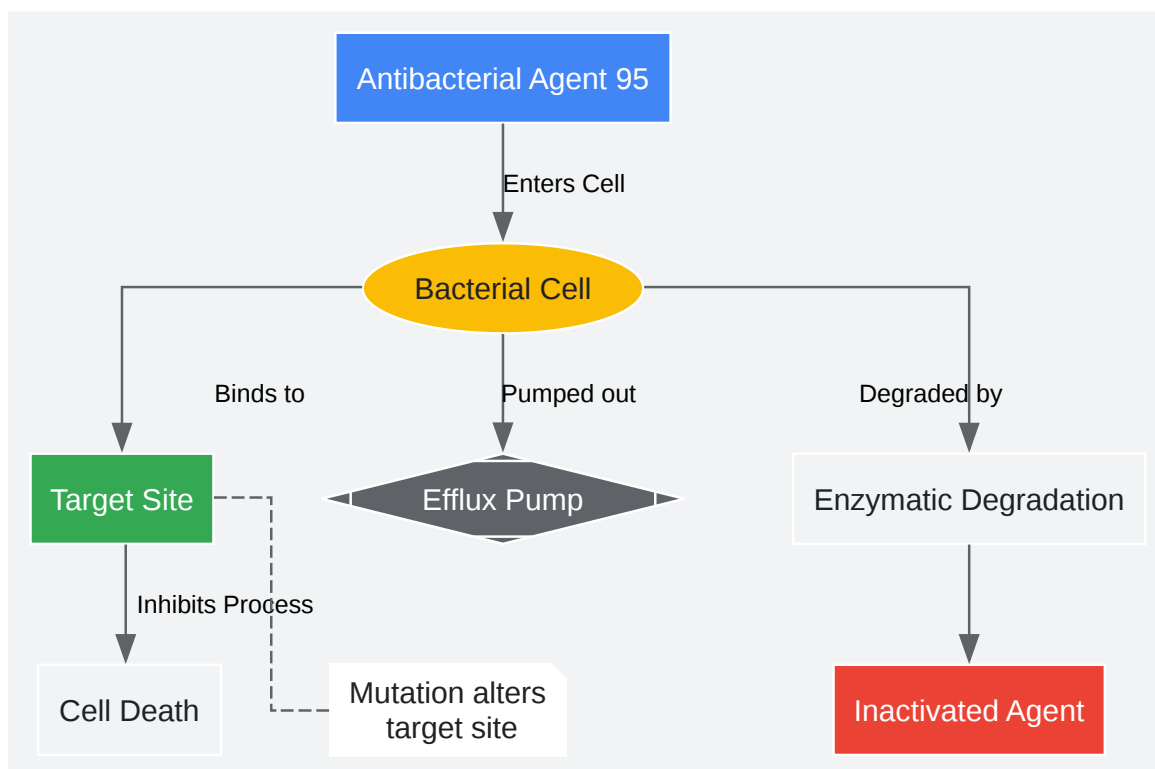 Antibacterial Agent 95
Enters Cell
Bacterial Cell
Binds to
Pumped out
Degraded by
Target Site
Efflux Pump
Enzymatic Degradation
Inhibits Process
Cell Death
Mutation alters
target site
Inactivated Agent